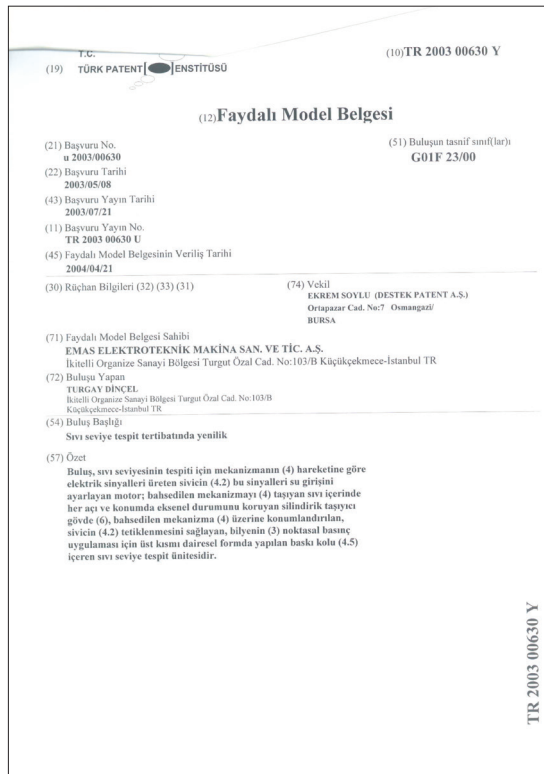 T.C.
(10)TR 2003 00630 Y
(19) TÜRK PATENT ENSTİTÜSÜ
(12)Faydalı Model Belgesi
(21) Başvuru No.
u 2003/00630
(51) Buluşun tasnif sınıf(lar)ı
G01F 23/00
(22) Başvuru Tarihi
2003/05/08
(43) Başvuru Yayın Tarihi
2003/07/21
(11) Başvuru Yayın No.
TR 2003 00630 U
(45) Faydalı Model Belgesinin Veriliş Tarihi
2004/04/21
(30) Rüçhan Bilgileri (32) (33) (31)
(74) Vekil
EKREM SOYLU (DESTEK PATENT A.Ş.)
Ortapazar Cad. No:7 Osmangazi/
BURSA
(71) Faydalı Model Belgesi Sahibi
EMAS ELEKTROTEKNİK MAKİNA SAN. VE TİC. A.Ş.
İkitelli Organize Sanayi Bölgesi Turgut Özal Cad. No:103/B Küçükçekmece-İstanbul TR
(72) Buluşu Yapan
TURGAY DİNÇEL
İkitelli Organize Sanayi Bölgesi Turgut Özal Cad. No:103/B
Küçükçekmece-İstanbul TR
(54) Buluş Başlığı
Sıvı seviye tespit tertibatında yenilik
(57) Özet
Buluş, sıvı seviyesinin tespiti için mekanizmanın (4) hareketine göre
elektrik sinyalleri üreten sivicin (4.2) bu sinyalleri su girişini
ayarlayan motor; bahsedilen mekanizmayı (4) taşıyan sıvı içerinde
her açı ve konumda eksenel durumunu koruyan silindirik taşıyıcı
gövde (6), bahsedilen mekanizma (4) üzerine konumlandırılan,
sivicin (4.2) tetiklenmesini sağlayan, bilyenin (3) noktasal basınç
uygulaması için üst kısmı dairesel formda yapılan baskı kolu (4.5)
içeren sıvı seviye tespit ünitesidir.
TR 2003 00630 Y